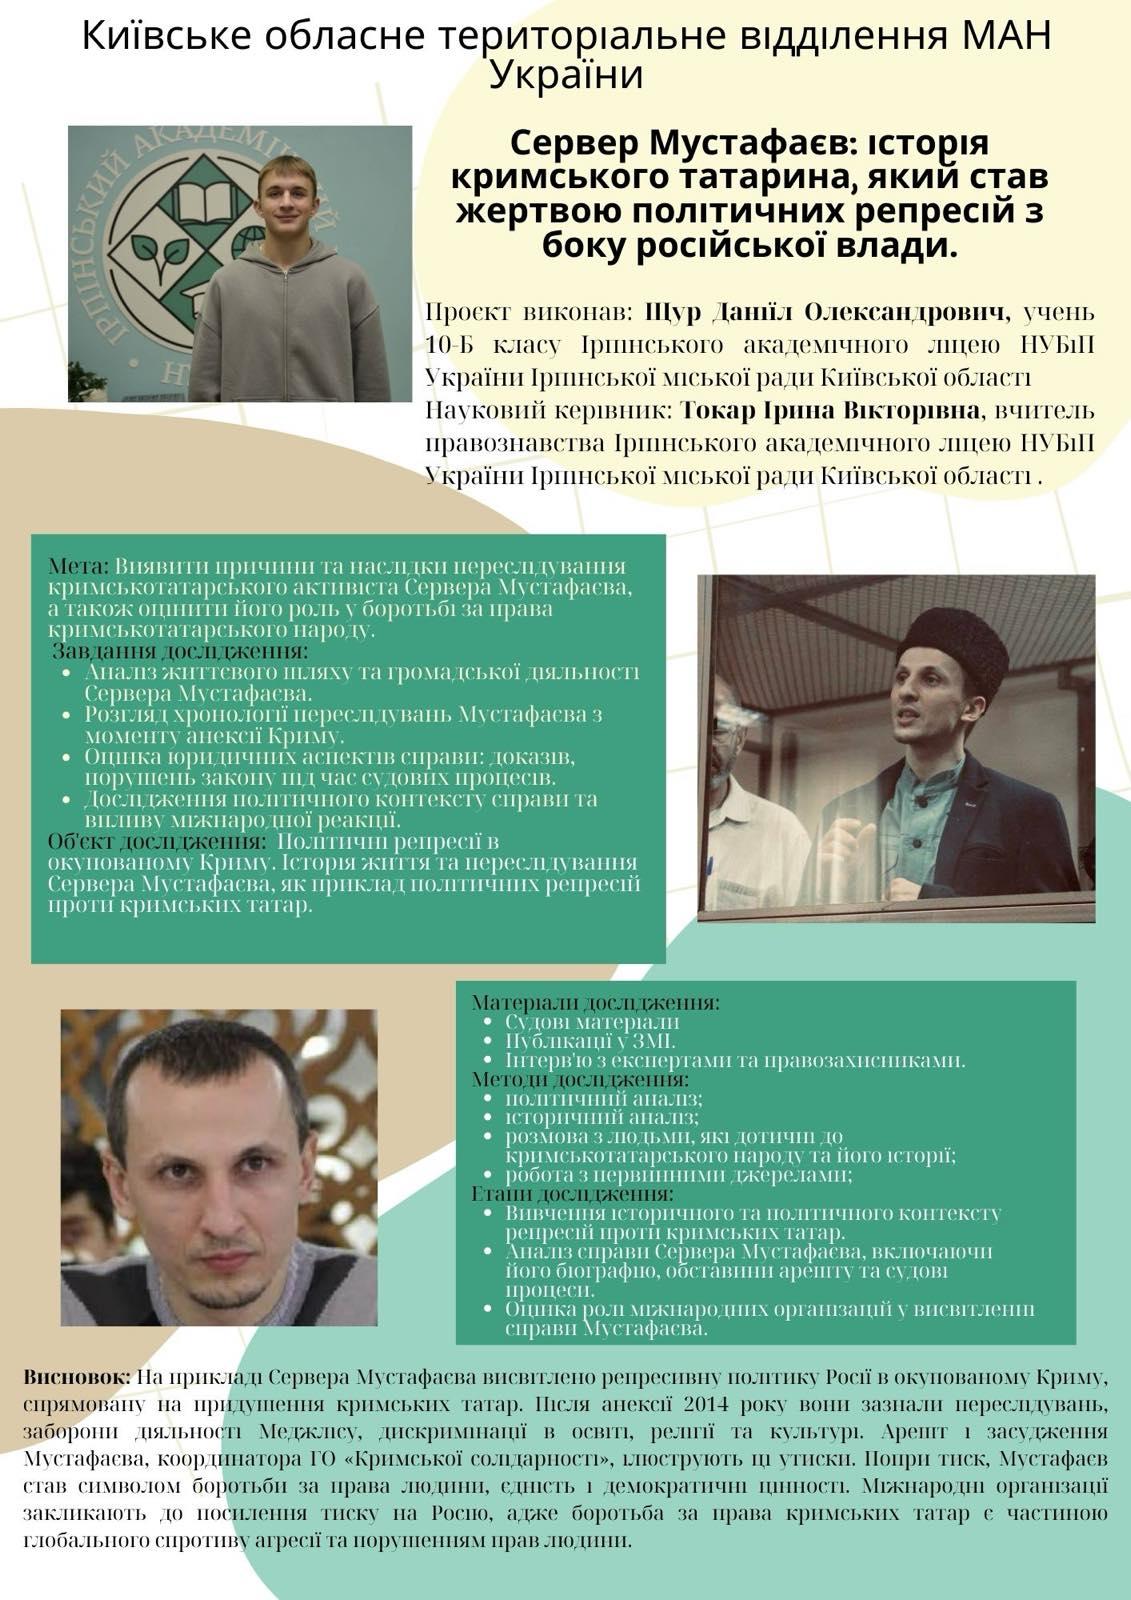 Київське обласне територіальне відділення МАН
України
ІРПІНСЬКИЙ АКАДЕМІЧНИЙ
Сервер Мустафаєв: історія
кримського татарина, який став
жертвою політичних репресій з
боку російської влади.
Проєкт виконав: Щур Даніїл Олександрович, учень
10-Б класу Ірпінського академічного ліцею НУБіП
України Ірпінської міської ради Київської області
Науковий керівник: Токар Ірина Вікторівна, вчитель
правознавства Ірпінського академічного ліцею НУБіП
України Ірпінської міської ради Київської області .
Мета: Виявити причини та наслідки переслідування
кримськотатарського активіста Сервера Мустафаєва,
а також оцінити його роль у боротьбі за права
кримськотатарського народу.
Завдання дослідження:
• Аналіз життєвого шляху та громадської діяльності
Сервера Мустафаєва.
• Розгляд хронології переслідувань Мустафаєва з
моменту анексії Криму.
• Оцінка юридичних аспектів справи: доказів,
порушень закону під час судових процесів.
• Дослідження політичного контексту справи та
впливу міжнародної реакції.
Об'єкт дослідження: Політичні репресії в
окупованому Криму. Історія життя та переслідування
Сервера Мустафаєва, як приклад політичних репресій
проти кримських татар.
Матеріали дослідження:
• Судові матеріали
• Публікації у ЗМІ.
• Інтерв'ю з експертами та правозахисниками.
Методи дослідження:
• політичний аналіз;
• історичний аналіз;
• розмова з людьми, які дотичні до
кримськотатарського народу та його історії;
• робота з первинними джерелами;
Етапи дослідження:
• Вивчення історичного та політичного контексту
репресій проти кримських татар.
• Аналіз справи Сервера Мустафаєва, включаючи
його біографію, обставини арешту та судові
процеси.
• Оцінка ролі міжнародних організацій у висвітленні
справи Мустафаєва.
Висновок: На прикладі Сервера Мустафаєва висвітлено репресивну політику Росії в окупованому Криму,
спрямовану на придушення кримських татар. Після анексії 2014 року вони зазнали переслідувань,
заборони діяльності Меджлісу, дискримінації в освіті, релігії та культурі. Арешт і засудження
Мустафаєва, координатора ГО «Кримської солідарності», ілюструють ці утиски. Попри тиск, Мустафаєв
став символом боротьби за права людини, єдність і демократичні цінності. Міжнародні організації
закликають до посилення тиску на Росію, адже боротьба за права кримських татар є частиною
глобального спротиву агресії та порушенням прав людини.